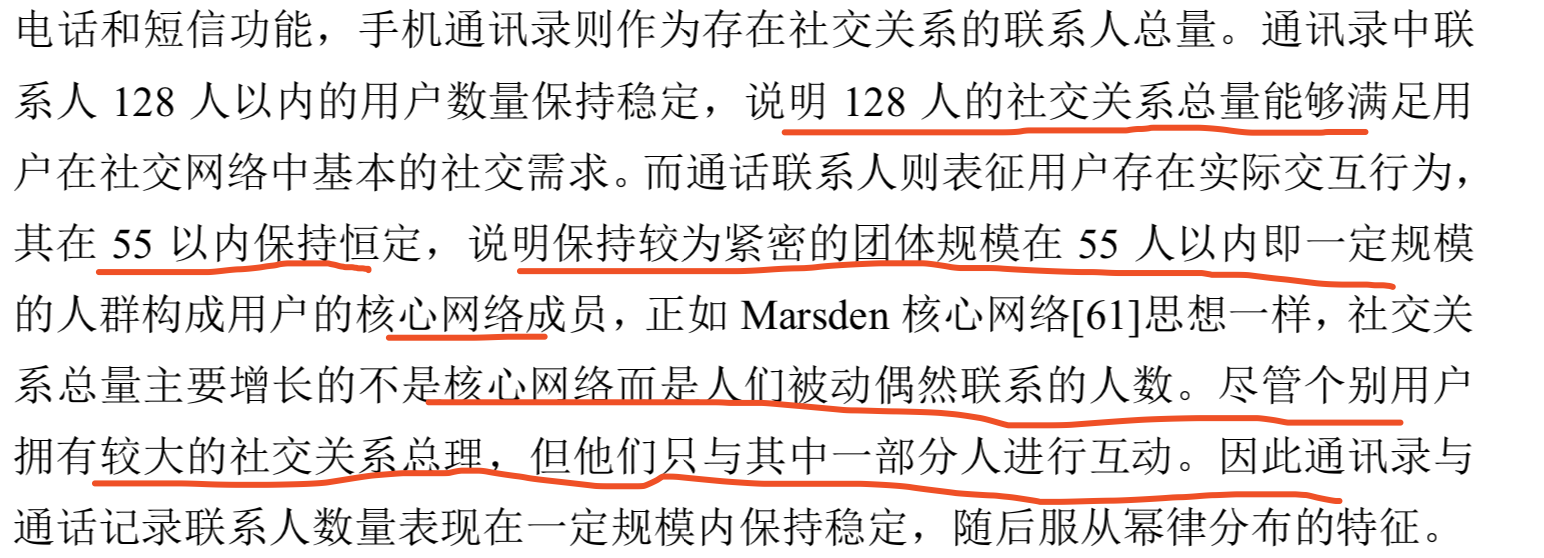 电话和短信功能，手机通讯录则作为存在社交关系的联系人总量。通讯录中联
系人 128 人以内的用户数量保持稳定，说明 128 人的社交关系总量能够满足用
户在社交网络中基本的社交需求。而通话联系人则表征用户存在实际交互行为，
其在 55 以内保持恒定，说明保持较为紧密的团体规模在 55 人以内即一定规模
的人群构成用户的核心网络成员，正如 Marsden 核心网络[61]思想一样，社交关
系总量主要增长的不是核心网络而是人们被动偶然联系的人数。尽管个别用户
拥有较大的社交关系总理，但他们只与其中一部分人进行互动。因此通讯录与
通话记录联系人数量表现在一定规模内保持稳定，随后服从幂律分布的特征。